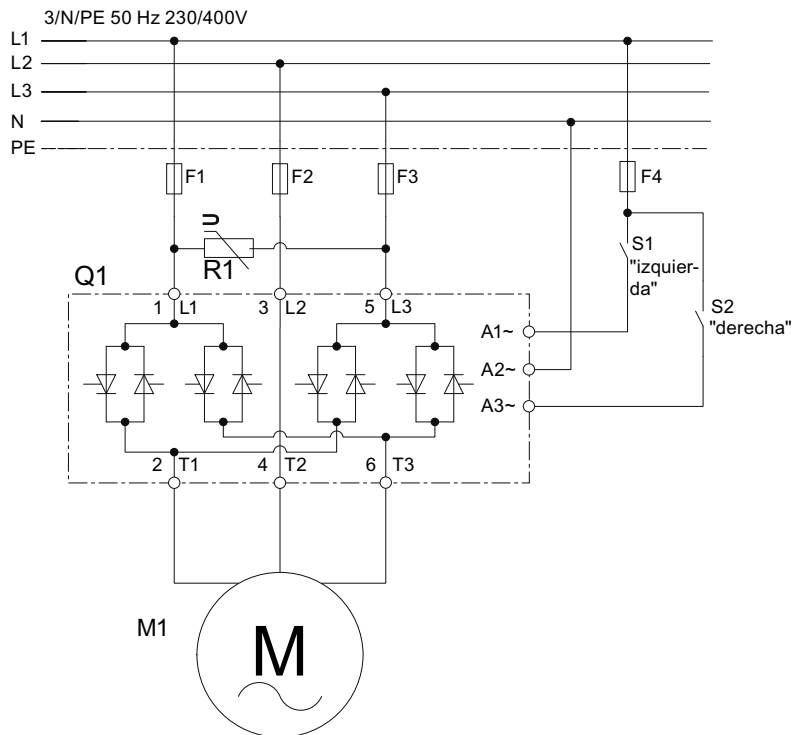 3/N/PE 50 Hz 230/400V
L1
L2
L3
N
PE
F1
F2
F3
F4
U
R1
S1
"izquier-
da"
Q1
1 L1
3 L2
5 L3
S2
"derecha"
A1~
A2~
A3~
2 T1
4 T2
6 T3
M1
M